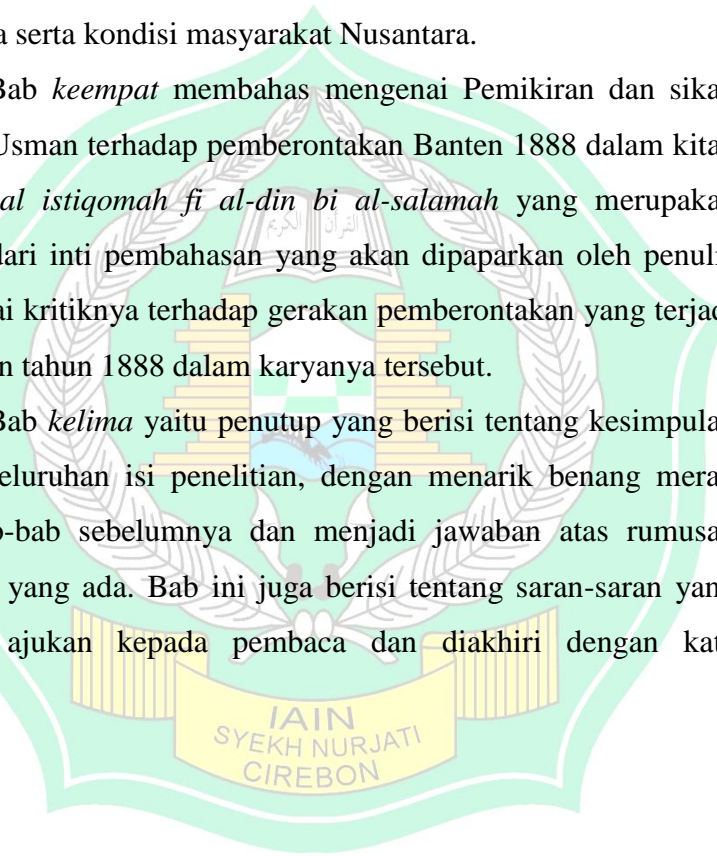 a serta kondisi masyarakat Nusantara.
Bab keempat membahas mengenai Pemikiran dan sika
Usman terhadap pemberontakan Banten 1888 dalam kita
al istiqomah fi al-din bi al-salamah yang merupaka
dari inti pembahasan yang akan dipaparkan oleh penuli
ai kritiknya terhadap gerakan pemberontakan yang terjad
n tahun 1888 dalam karyanya tersebut.
Bab kelima yaitu penutup yang berisi tentang kesimpula
eluruhan isi penelitian, dengan menarik benang mera
-bab sebelumnya dan menjadi jawaban atas rumusa
yang ada. Bab ini juga berisi tentang saran-saran yan
ajukan kepada pembaca dan diakhiri dengan kat
القرآن الكريم
IAIN
SYEKH NURJATI
CIREBON